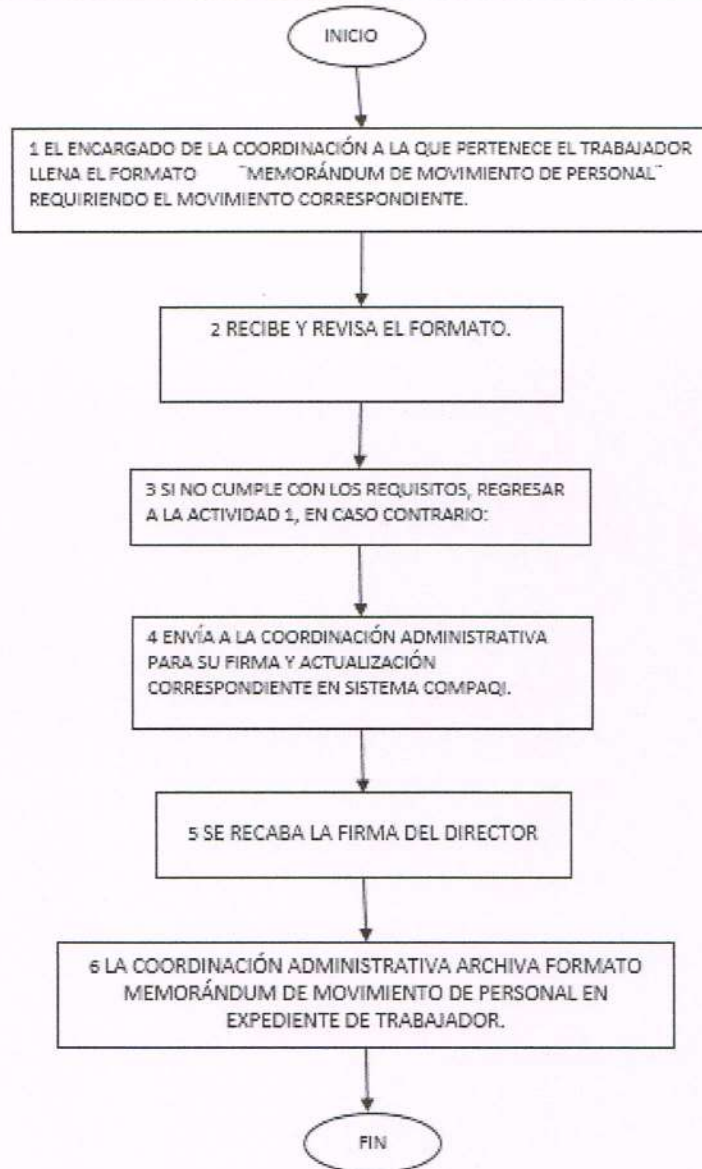 INICIO
1 EL ENCARGADO DE LA COORDINACIÓN A LA QUE PERTENECE EL TRABAJADOR
LLENA EL FORMATO ¨MEMORÁNDUM DE MOVIMIENTO DE PERSONAL¨
REQUIRIENDO EL MOVIMIENTO CORRESPONDIENTE.
2 RECIBE Y REVISA EL FORMATO.
3 SI NO CUMPLE CON LOS REQUISITOS, REGRESAR
A LA ACTIVIDAD 1, EN CASO CONTRARIO:
4 ENVÍA A LA COORDINACIÓN ADMINISTRATIVA
PARA SU FIRMA Y ACTUALIZACIÓN
CORRESPONDIENTE EN SISTEMA COMPAQI.
5 SE RECABA LA FIRMA DEL DIRECTOR
6 LA COORDINACIÓN ADMINISTRATIVA ARCHIVA FORMATO
MEMORÁNDUM DE MOVIMIENTO DE PERSONAL EN
EXPEDIENTE DE TRABAJADOR.
FIN